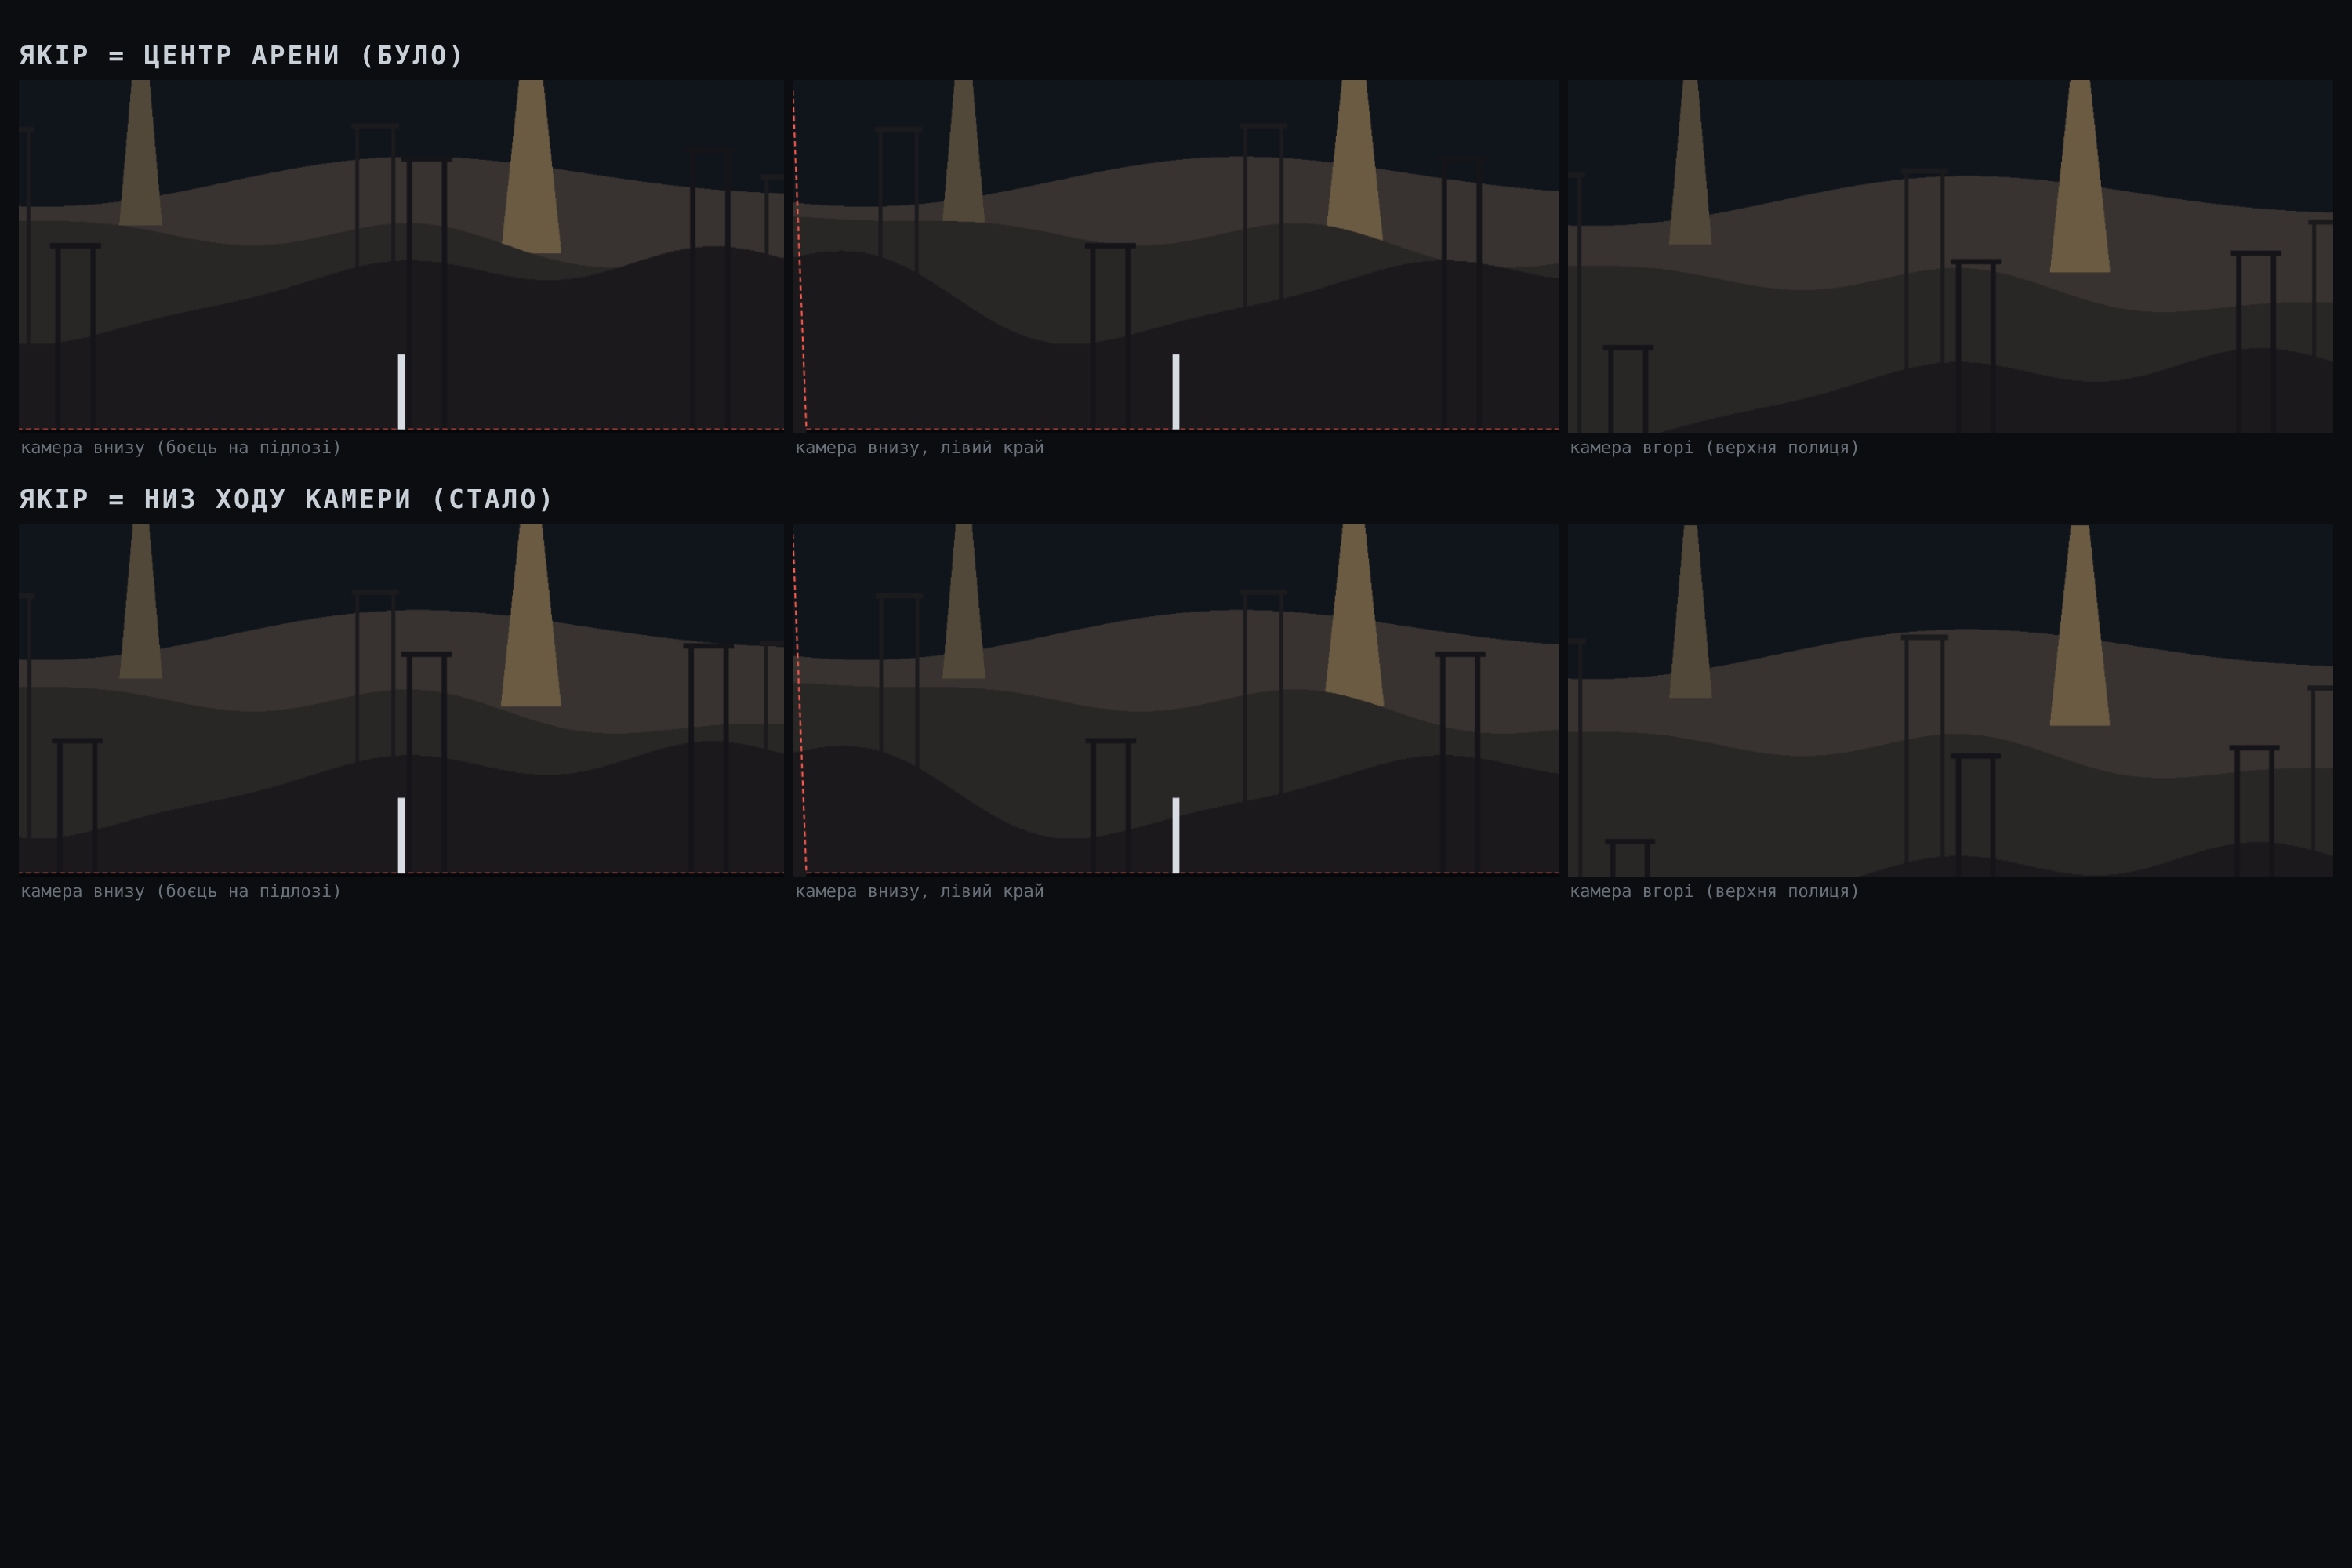 ЯКІР = ЦЕНТР АРЕНИ (БУЛО)
камера внизу (боєць на підлозі)
камера внизу, лівий край
камера вгорі (верхня полиця)
ЯКІР = НИЗ ХОДУ КАМЕРИ (СТАЛО)
камера внизу (боєць на підлозі)
камера внизу, лівий край
камера вгорі (верхня полиця)